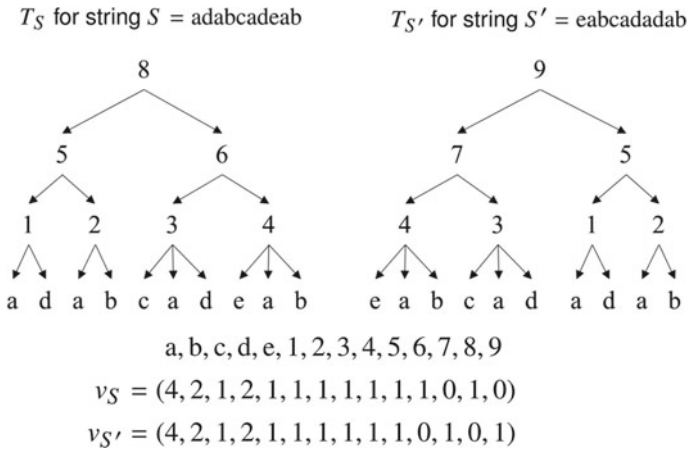 T_S for string S = adabcadeab T_S′ for string S′ = eabcadadab
8 9
5 6 7 5
1 2 3 4 4 3 1 2
a d a b c a d e a b e a b c a d a d a b
a, b, c, d, e, 1, 2, 3, 4, 5, 6, 7, 8, 9
v_S = (4, 2, 1, 2, 1, 1, 1, 1, 1, 1, 1, 0, 1, 0)
v_S′ = (4, 2, 1, 2, 1, 1, 1, 1, 1, 1, 0, 1, 0, 1)